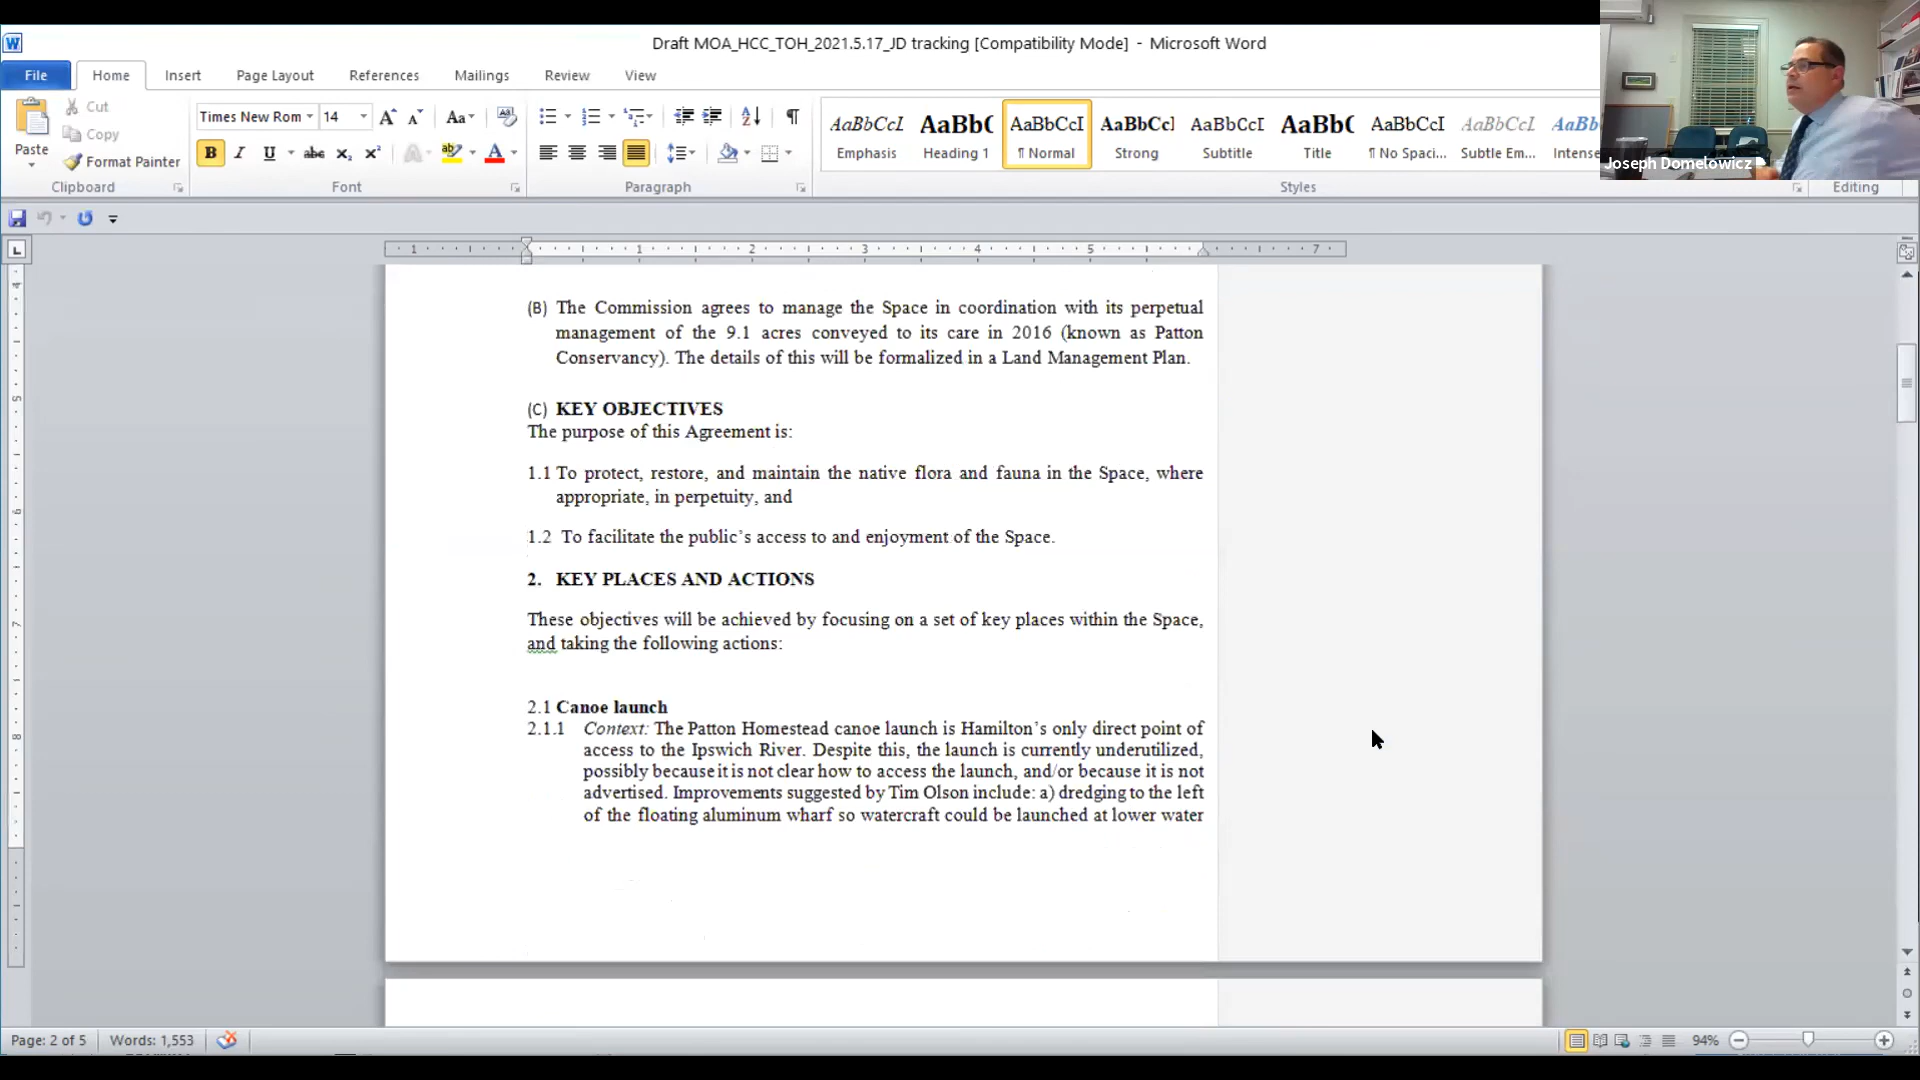 Draft MOA_HCC_TOH_2021.5.17_JD tracking [Compatibility Mode] - Microsoft Word
File Home Insert Page Layout References Mailings Review View
Paste
Cut
Copy
Format Painter
Clipboard
Times New Rom 14
Font
Paragraph
AaBbCcI AaBbC AaBbCcI AaBbCcI AaBbCcI AaBbC AaBbCcI AaBbCcI AaBb
Emphasis Heading 1 ¶ Normal Strong Subtitle Title ¶ No Spaci... Subtle Em... Intense
Styles
Editing
Joseph Domelowicz
1 1 2 3 4 5 7
(B) The Commission agrees to manage the Space in coordination with its perpetual
management of the 9.1 acres conveyed to its care in 2016 (known as Patton
Conservancy). The details of this will be formalized in a Land Management Plan.
(C) KEY OBJECTIVES
The purpose of this Agreement is:
1.1 To protect, restore, and maintain the native flora and fauna in the Space, where
appropriate, in perpetuity, and
1.2 To facilitate the public's access to and enjoyment of the Space.
2. KEY PLACES AND ACTIONS
These objectives will be achieved by focusing on a set of key places within the Space,
and taking the following actions:
2.1 Canoe launch
2.1.1 Context: The Patton Homestead canoe launch is Hamilton's only direct point of
access to the Ipswich River. Despite this, the launch is currently underutilized,
possibly because it is not clear how to access the launch, and/or because it is not
advertised. Improvements suggested by Tim Olson include: a) dredging to the left
of the floating aluminum wharf so watercraft could be launched at lower water
Page: 2 of 5 Words: 1,553 94%